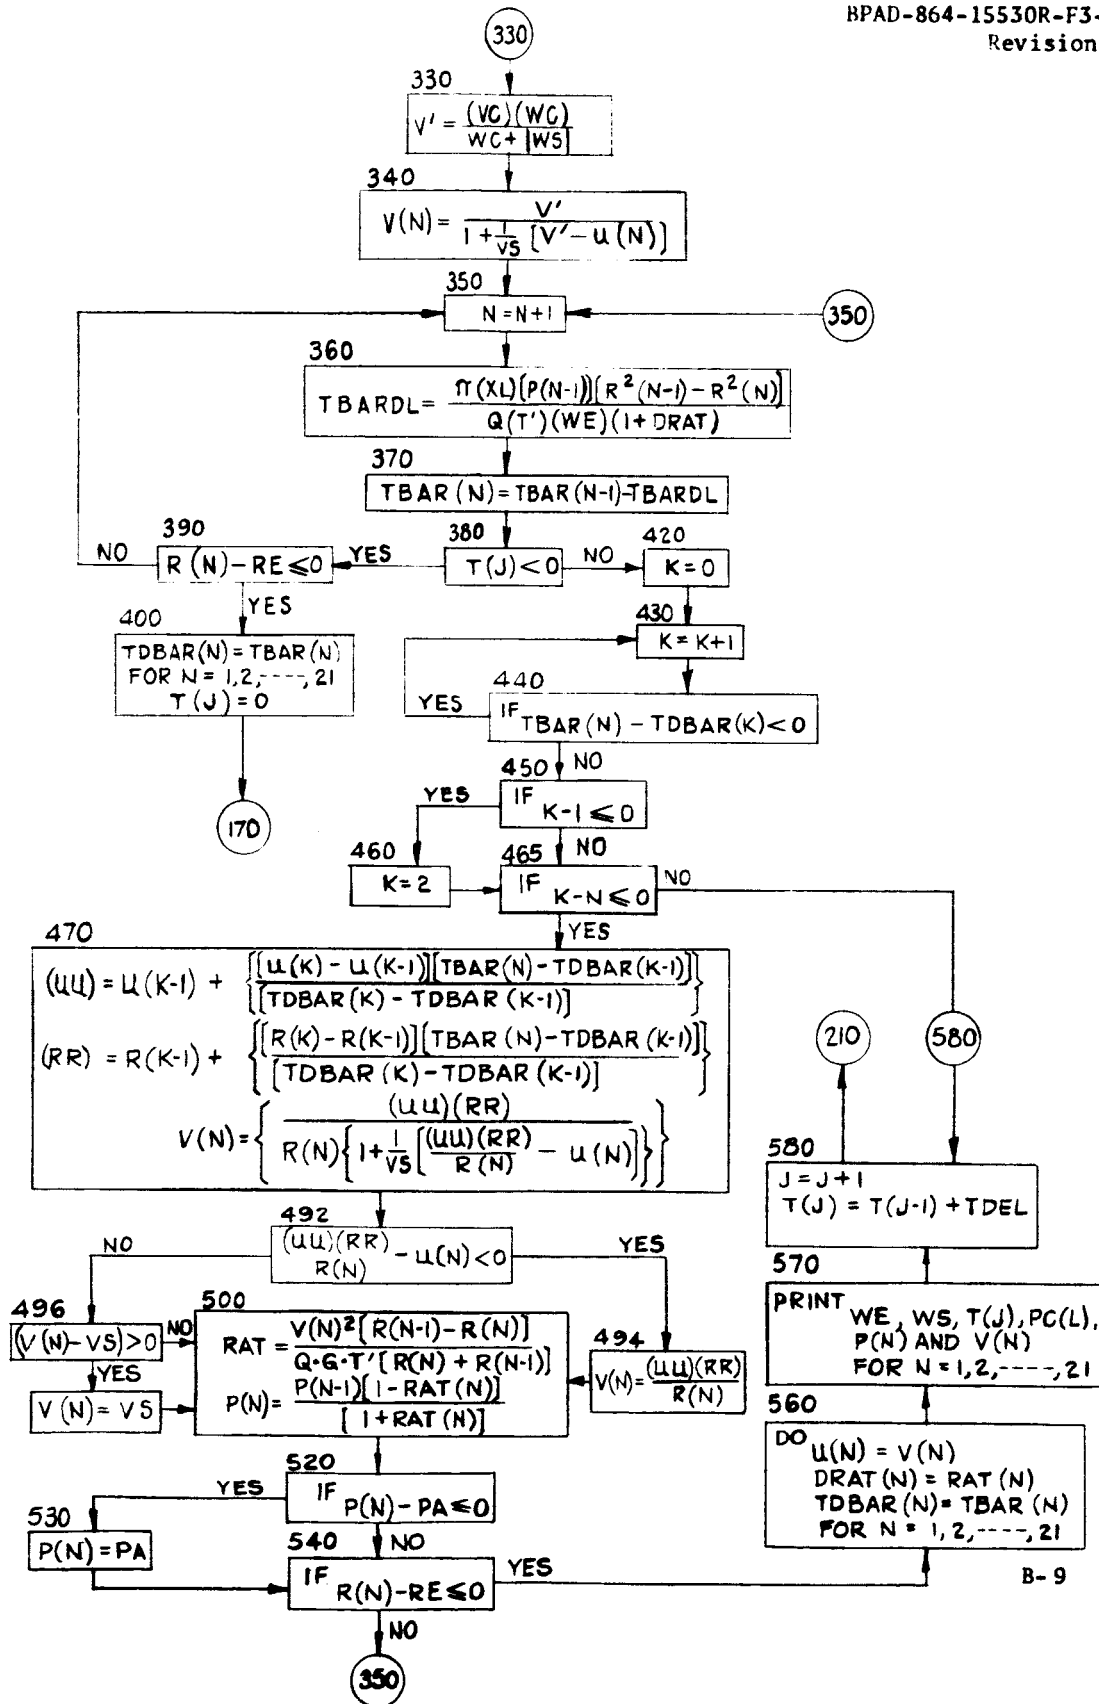 BPAD-864-15530R-F3-
Revision
330
330
V' = (VC)(WC) / WC + |WS|
340
V(N) = V' / 1 + 1/VS [V' - U(N)]
350
N = N+1
350
360
TBARDL = π(XL)[P(N-1)][R²(N-1) - R²(N)] / Q(T')(WE)(1+DRAT)
370
TBAR(N) = TBAR(N-1) - TBARDL
390
NO
R(N) - RE ≤ 0
YES
380
T(J) < 0
NO
420
K = 0
YES
400
TDBAR(N) = TBAR(N)
FOR N = 1,2,----,21
T(J) = 0
170
430
K = K+1
440
YES
IF TBAR(N) - TDBAR(K) < 0
NO
450
YES
IF K-1 ≤ 0
NO
460
K = 2
465
IF K-N ≤ 0
NO
YES
470
(UU) = U(K-1) + {[U(K) - U(K-1)][TBAR(N) - TDBAR(K-1)] / [TDBAR(K) - TDBAR(K-1)]}
(RR) = R(K-1) + {[R(K) - R(K-1)][TBAR(N) - TDBAR(K-1)] / [TDBAR(K) - TDBAR(K-1)]}
V(N) = {(UU)(RR) / R(N){1 + 1/VS [(UU)(RR)/R(N) - U(N)]}}
210
580
580
J = J+1
T(J) = T(J-1) + TDEL
492
NO
(UU)(RR) / R(N) - U(N) < 0
YES
570
PRINT WE, WS, T(J), PC(L),
P(N) AND V(N)
FOR N = 1,2,----,21
496
(V(N) - VS) > 0
NO
YES
V(N) = VS
500
RAT = V(N)²[R(N-1) - R(N)] / Q·G·T'[R(N) + R(N-1)]
P(N) = P(N-1)[1 - RAT(N)] / [1 + RAT(N)]
494
V(N) = (UU)(RR) / R(N)
560
DO U(N) = V(N)
DRAT(N) = RAT(N)
TDBAR(N) = TBAR(N)
FOR N = 1,2,----,21
520
YES
IF P(N) - PA ≤ 0
NO
530
P(N) = PA
540
IF R(N) - RE ≤ 0
YES
NO
350
B-9